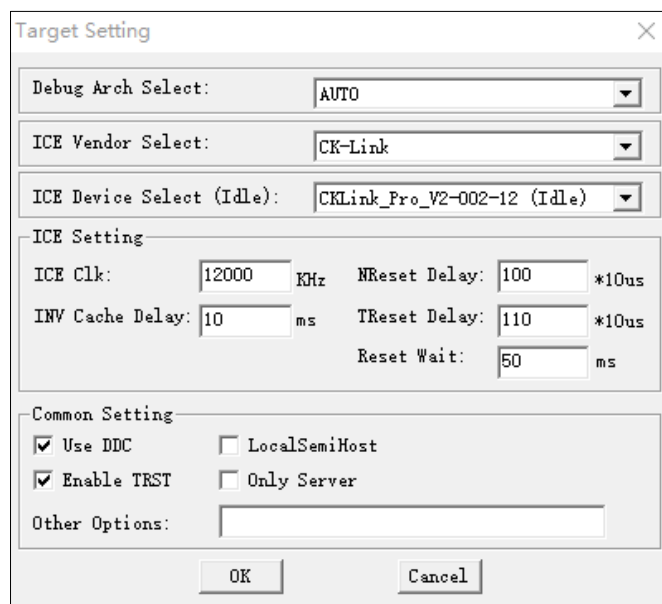 Target Setting
Debug Arch Select: AUTO
ICE Vendor Select: CK-Link
ICE Device Select (Idle): CKLink_Pro_V2-002-12 (Idle)
ICE Setting
ICE Clk: 12000 KHz NReset Delay: 100 *10us
INV Cache Delay: 10 ms TReset Delay: 110 *10us
Reset Wait: 50 ms
Common Setting
Use DDC LocalSemiHost
Enable TRST Only Server
Other Options:
OK Cancel